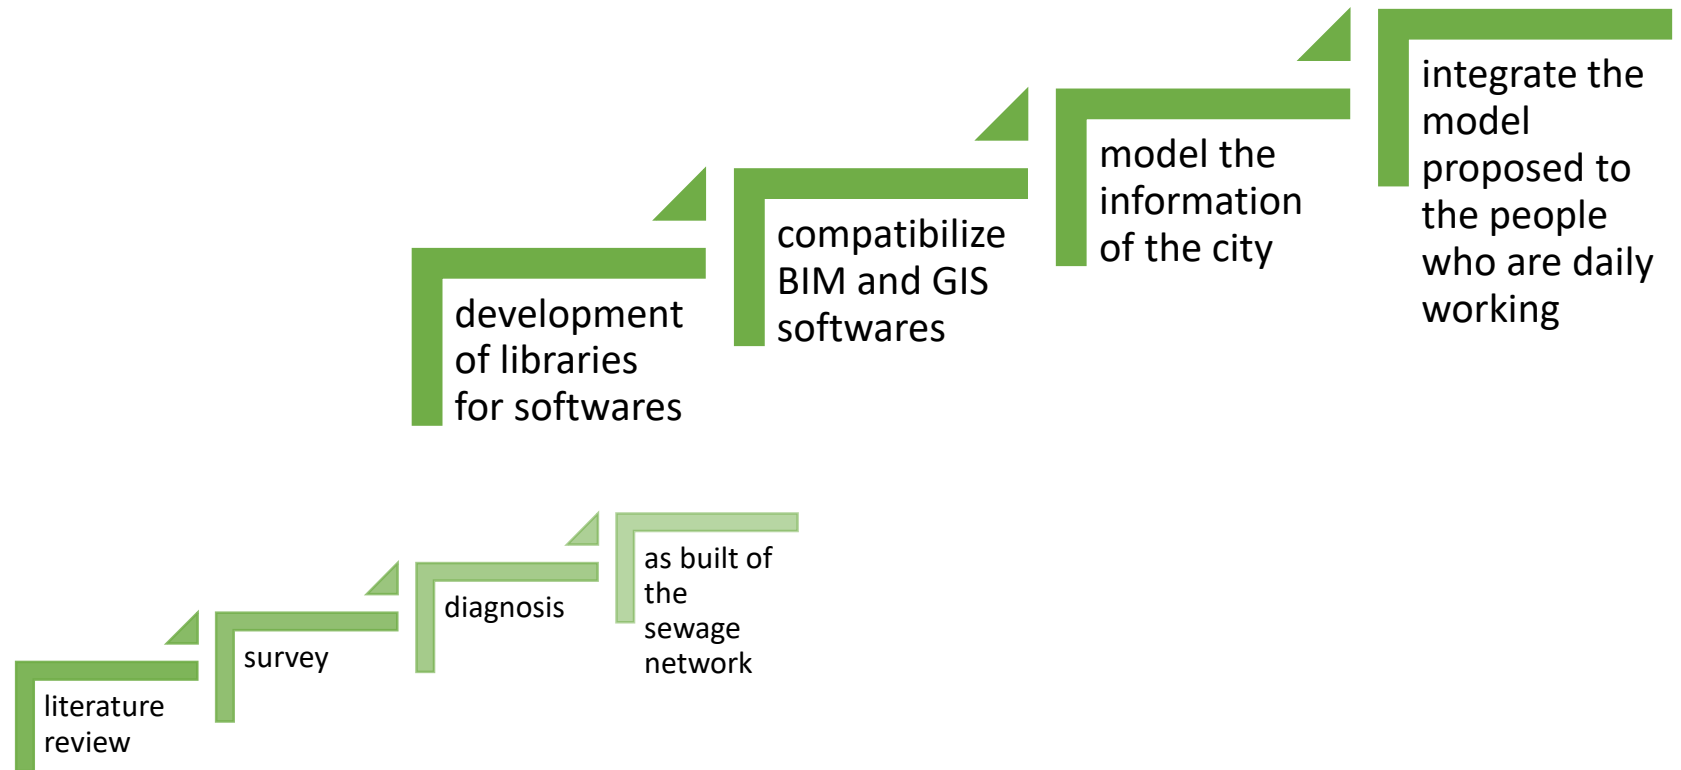 development
of libraries
for softwares
compatibilize
BIM and GIS
softwares
model the
information
of the city
integrate the
model
proposed to
the people
who are daily
working
literature
review
survey
diagnosis
as built of
the
sewage
network